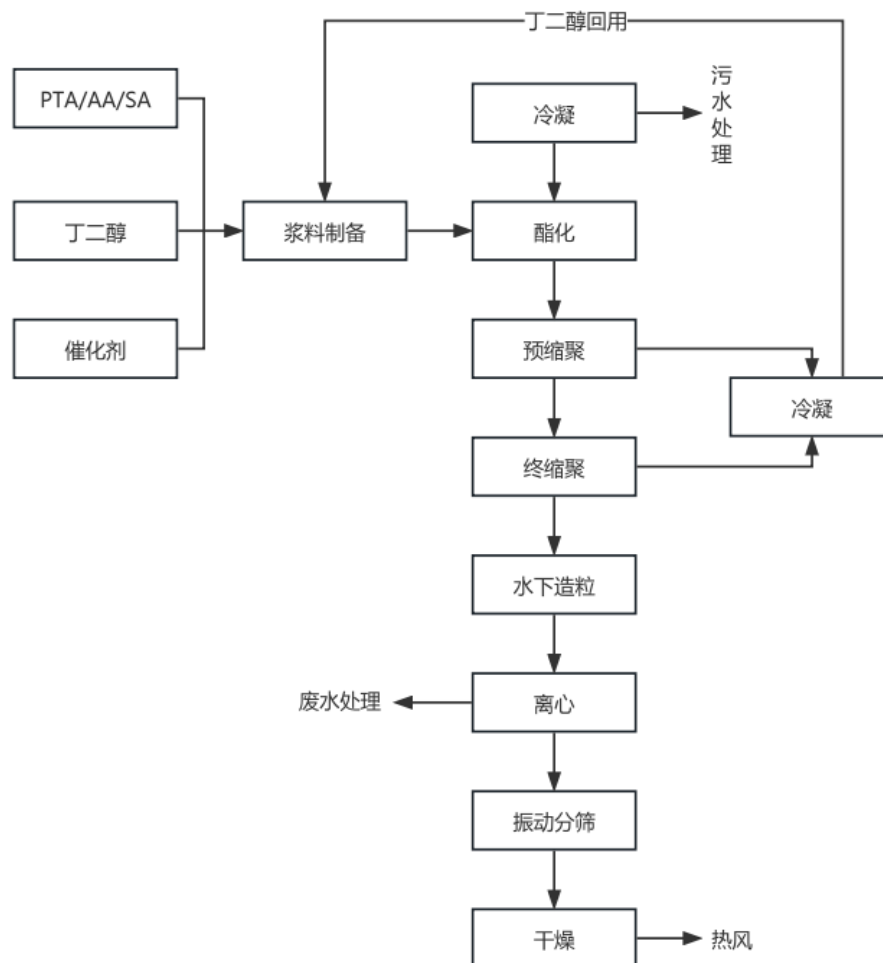 丁二醇回用
PTA/AA/SA
冷凝
污水处理
丁二醇
浆料制备
酯化
催化剂
预缩聚
冷凝
终缩聚
水下造粒
废水处理
离心
振动分筛
干燥
热风